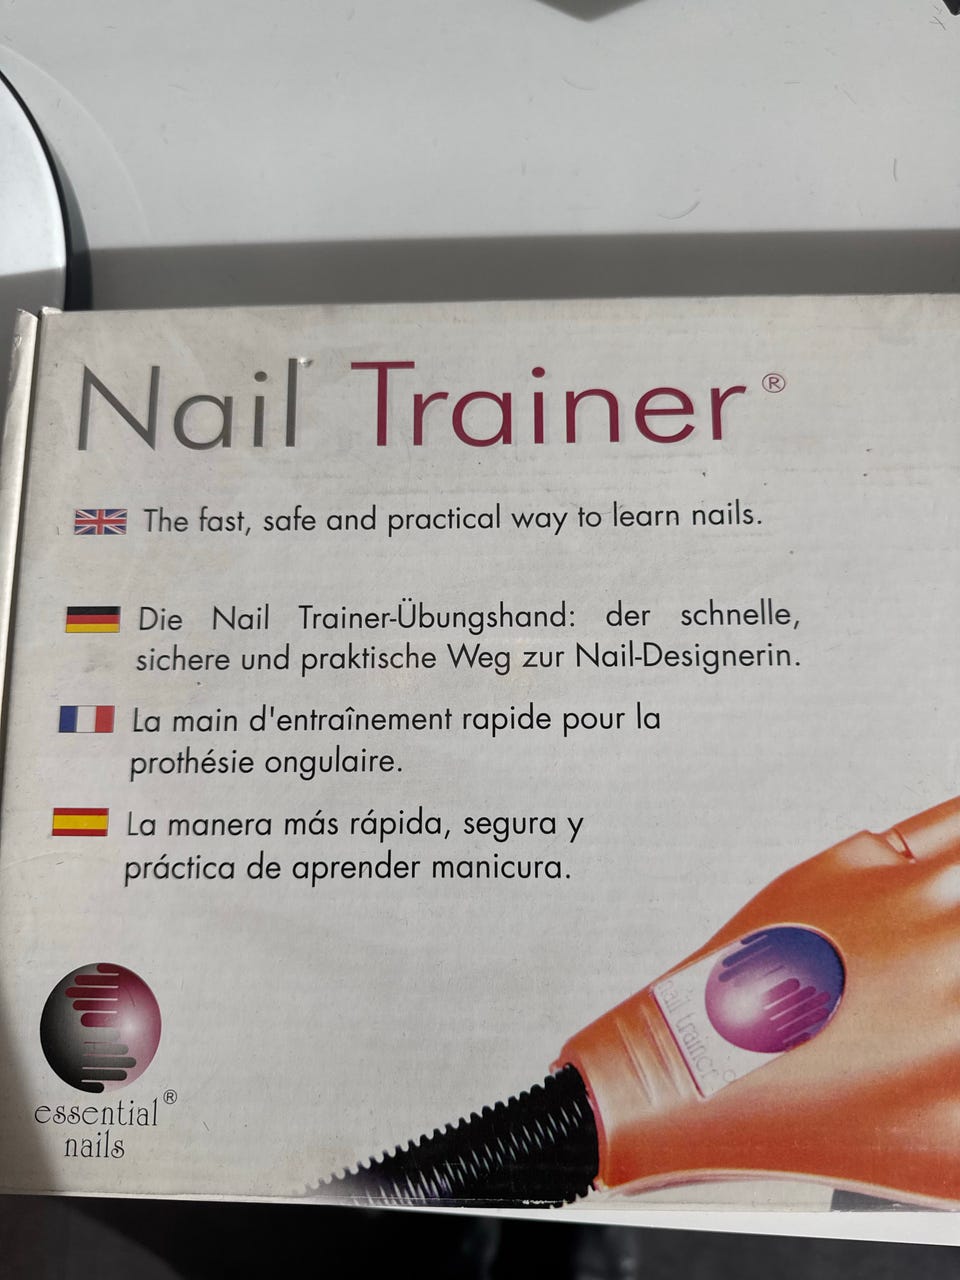 Nail Trainer®
The fast, safe and practical way to learn nails.
Die Nail Trainer-Übungshand: der schnelle,
sichere und praktische Weg zur Nail-Designerin.
La main d'entraînement rapide pour la
prothésie ongulaire.
La manera más rápida, segura y
práctica de aprender manicura.
nail trainer
essential®
nails